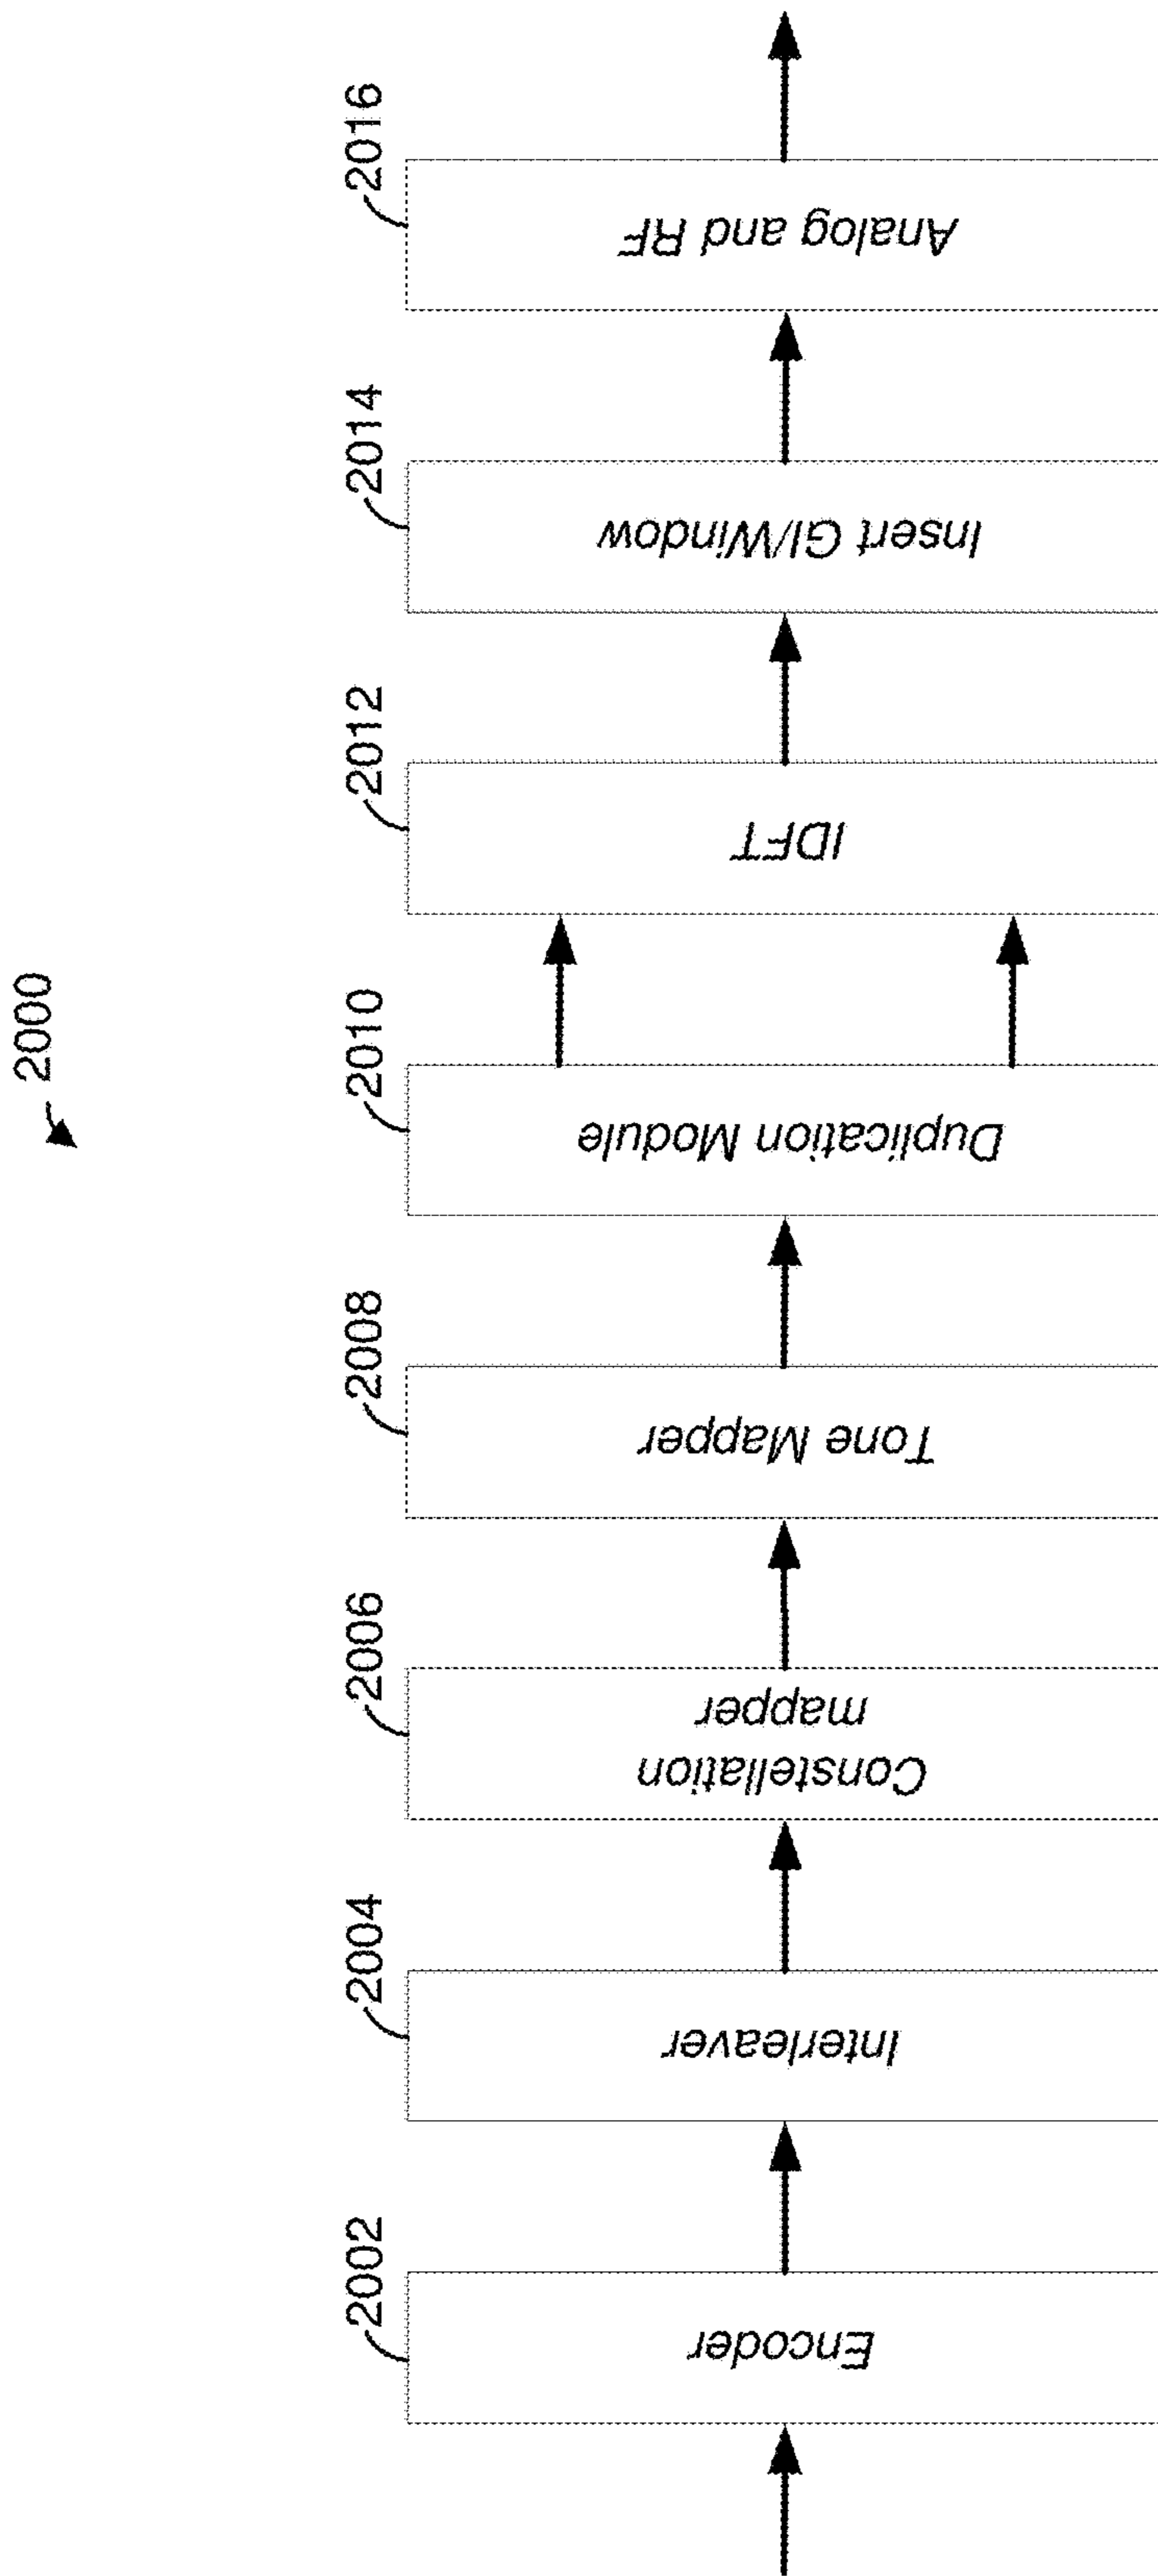 2000
2002
Encoder
2004
Interleaver
2006
Constellation
mapper
2008
Tone Mapper
2010
Duplication Module
2012
IDFT
2014
Insert GI/Window
2016
Analog and RF